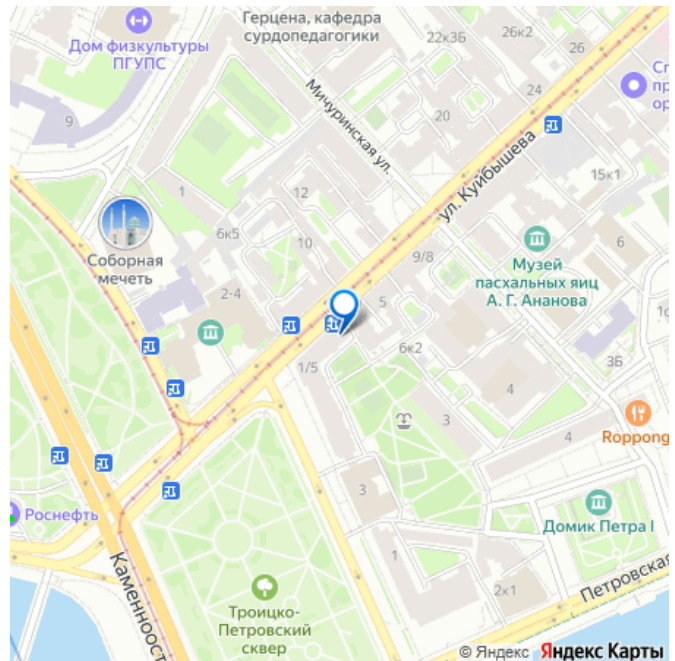 Герцена, кафедра
сурдопедагогики
Дом физкультуры
ПГУПС
22к3Б
26к2
26
24
20
Мичуринская ул.
ул. Куйбышева
Сп
пр
ор
9
1
12
15к1
6к5
10
9/8
6
Соборная
мечеть
Музей
пасхальных яиц
А. Г. Ананова
2-4
5
6к2
1/5
3Б
4
3
4
Roppong
Роснефть
3
Домик Петра I
Каменноост
1
2к1
Петровская
Троицко-
Петровский
сквер
© Яндекс Яндекс Карты